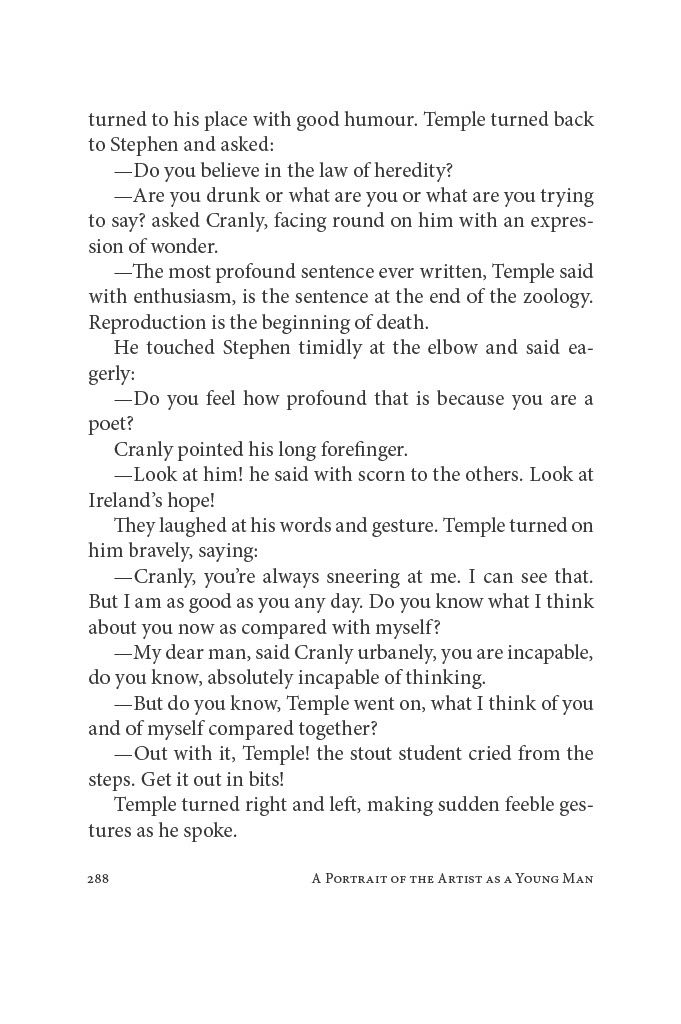 turned to his place with good humour. Temple turned back
to Stephen and asked:
—Do you believe in the law of heredity?
—Are you drunk or what are you or what are you trying
to say? asked Cranly, facing round on him with an expres-
sion of wonder.
—The most profound sentence ever written, Temple said
with enthusiasm, is the sentence at the end of the zoology.
Reproduction is the beginning of death.
He touched Stephen timidly at the elbow and said ea-
gerly:
—Do you feel how profound that is because you are a
poet?
Cranly pointed his long forefinger.
—Look at him! he said with scorn to the others. Look at
Ireland’s hope!
They laughed at his words and gesture. Temple turned on
him bravely, saying:
—Cranly, you’re always sneering at me. I can see that.
But I am as good as you any day. Do you know what I think
about you now as compared with myself?
—My dear man, said Cranly urbanely, you are incapable,
do you know, absolutely incapable of thinking.
—But do you know, Temple went on, what I think of you
and of myself compared together?
—Out with it, Temple! the stout student cried from the
steps. Get it out in bits!
Temple turned right and left, making sudden feeble ges-
tures as he spoke.
288 A Portrait of the Artist as a Young Man